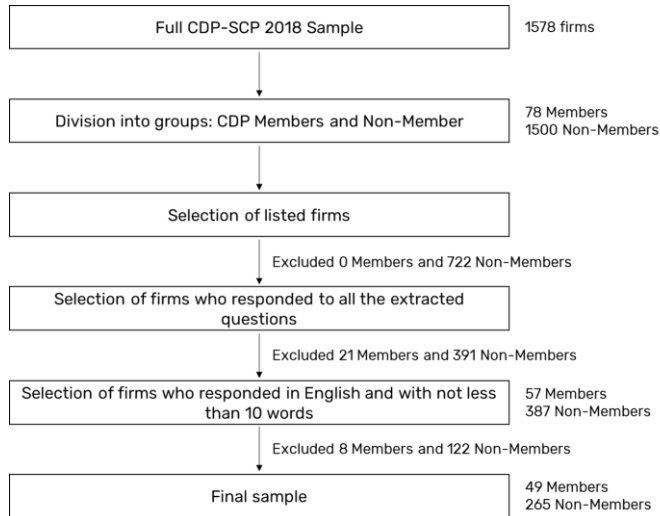 Full CDP-SCP 2018 Sample
1578 firms
Division into groups: CDP Members and Non-Member
78 Members
1500 Non-Members
Selection of listed firms
Excluded 0 Members and 722 Non-Members
Selection of firms who responded to all the extracted
questions
Excluded 21 Members and 391 Non-Members
Selection of firms who responded in English and with not less
than 10 words
57 Members
387 Non-Members
Excluded 8 Members and 122 Non-Members
Final sample
49 Members
265 Non-Members